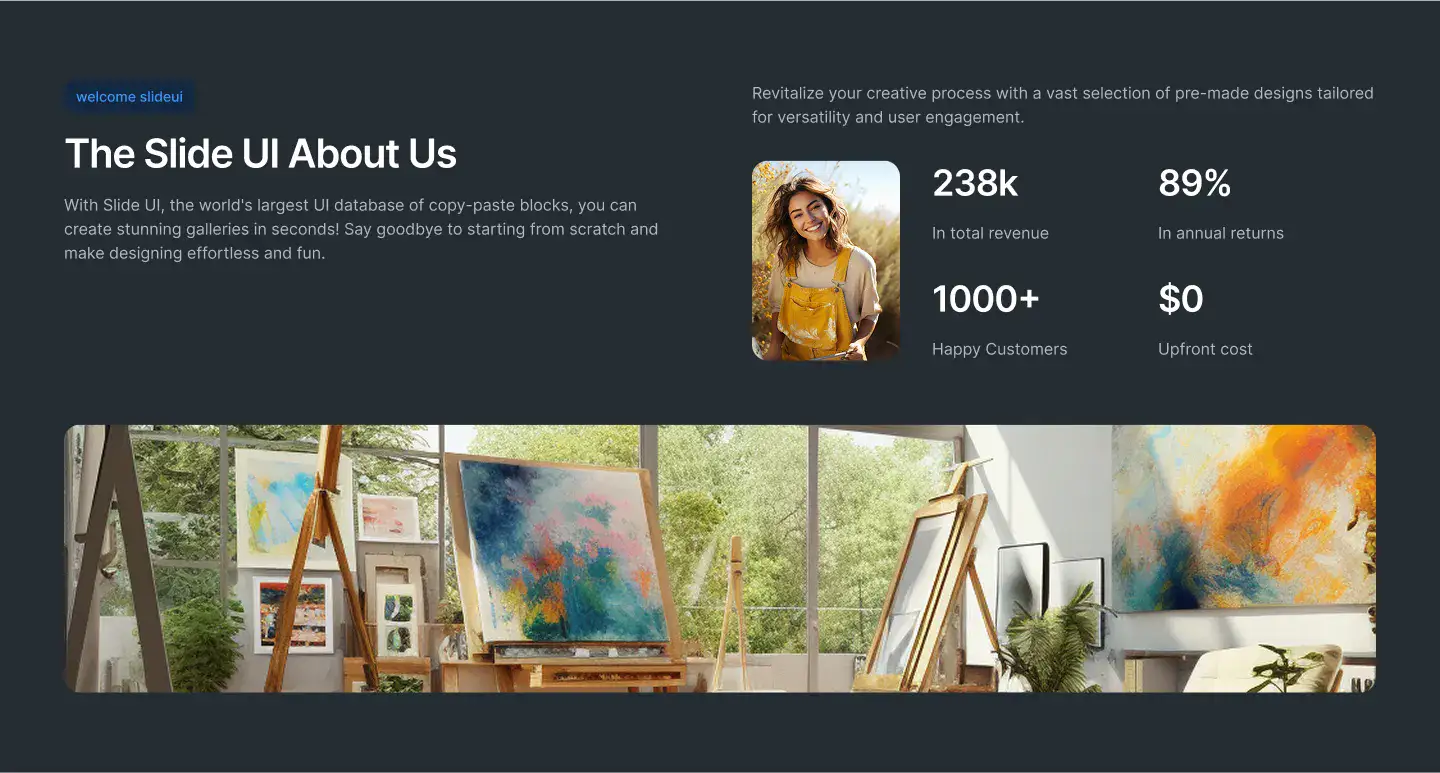 welcome slideui
The Slide UI About Us
With Slide UI, the world's largest UI database of copy-paste blocks, you can
create stunning galleries in seconds! Say goodbye to starting from scratch and
make designing effortless and fun.
Revitalize your creative process with a vast selection of pre-made designs tailored
for versatility and user engagement.
238k
In total revenue
89%
In annual returns
1000+
Happy Customers
$0
Upfront cost